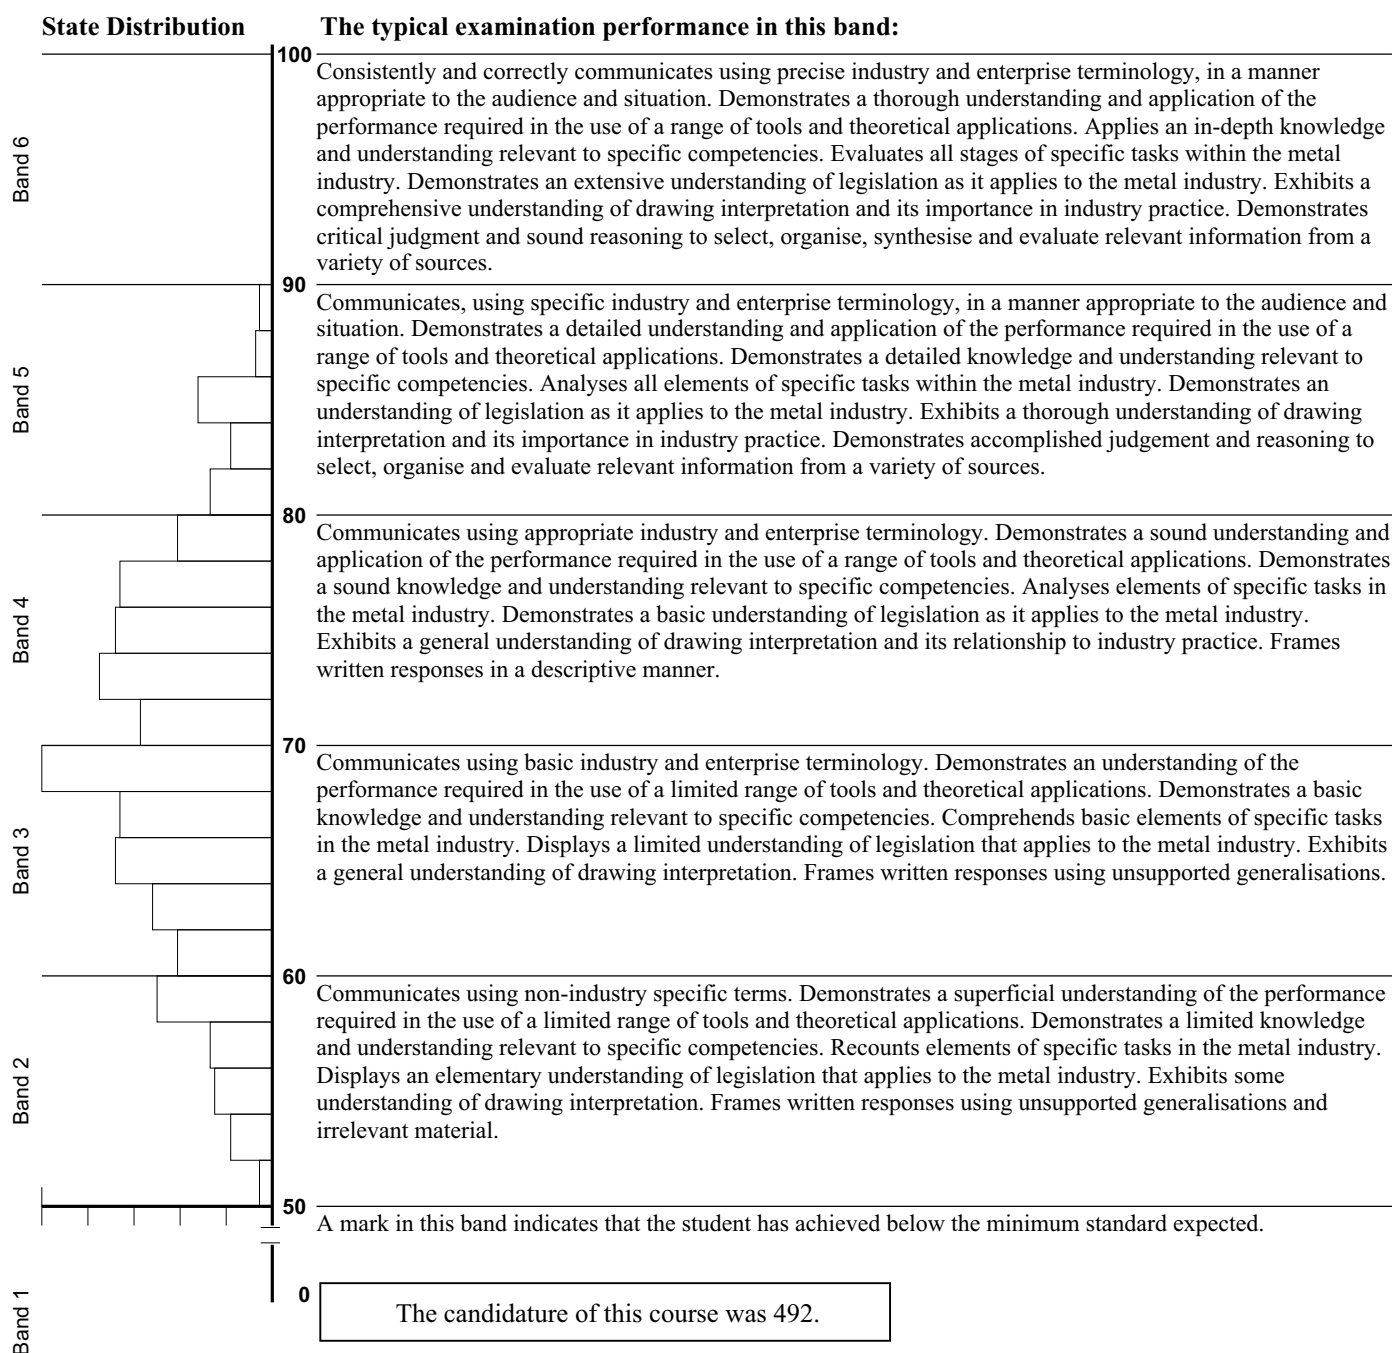 State Distribution
The typical examination performance in this band:
100
Band 6
Consistently and correctly communicates using precise industry and enterprise terminology, in a manner
appropriate to the audience and situation. Demonstrates a thorough understanding and application of the
performance required in the use of a range of tools and theoretical applications. Applies an in-depth knowledge
and understanding relevant to specific competencies. Evaluates all stages of specific tasks within the metal
industry. Demonstrates an extensive understanding of legislation as it applies to the metal industry. Exhibits a
comprehensive understanding of drawing interpretation and its importance in industry practice. Demonstrates
critical judgment and sound reasoning to select, organise, synthesise and evaluate relevant information from a
variety of sources.
90
Band 5
Communicates, using specific industry and enterprise terminology, in a manner appropriate to the audience and
situation. Demonstrates a detailed understanding and application of the performance required in the use of a
range of tools and theoretical applications. Demonstrates a detailed knowledge and understanding relevant to
specific competencies. Analyses all elements of specific tasks within the metal industry. Demonstrates an
understanding of legislation as it applies to the metal industry. Exhibits a thorough understanding of drawing
interpretation and its importance in industry practice. Demonstrates accomplished judgement and reasoning to
select, organise and evaluate relevant information from a variety of sources.
80
Band 4
Communicates using appropriate industry and enterprise terminology. Demonstrates a sound understanding and
application of the performance required in the use of a range of tools and theoretical applications. Demonstrates
a sound knowledge and understanding relevant to specific competencies. Analyses elements of specific tasks in
the metal industry. Demonstrates a basic understanding of legislation as it applies to the metal industry.
Exhibits a general understanding of drawing interpretation and its relationship to industry practice. Frames
written responses in a descriptive manner.
70
Band 3
Communicates using basic industry and enterprise terminology. Demonstrates an understanding of the
performance required in the use of a limited range of tools and theoretical applications. Demonstrates a basic
knowledge and understanding relevant to specific competencies. Comprehends basic elements of specific tasks
in the metal industry. Displays a limited understanding of legislation that applies to the metal industry. Exhibits
a general understanding of drawing interpretation. Frames written responses using unsupported generalisations.
60
Band 2
Communicates using non-industry specific terms. Demonstrates a superficial understanding of the performance
required in the use of a limited range of tools and theoretical applications. Demonstrates a limited knowledge
and understanding relevant to specific competencies. Recounts elements of specific tasks in the metal industry.
Displays an elementary understanding of legislation that applies to the metal industry. Exhibits some
understanding of drawing interpretation. Frames written responses using unsupported generalisations and
irrelevant material.
50
A mark in this band indicates that the student has achieved below the minimum standard expected.
Band 1
0
The candidature of this course was 492.